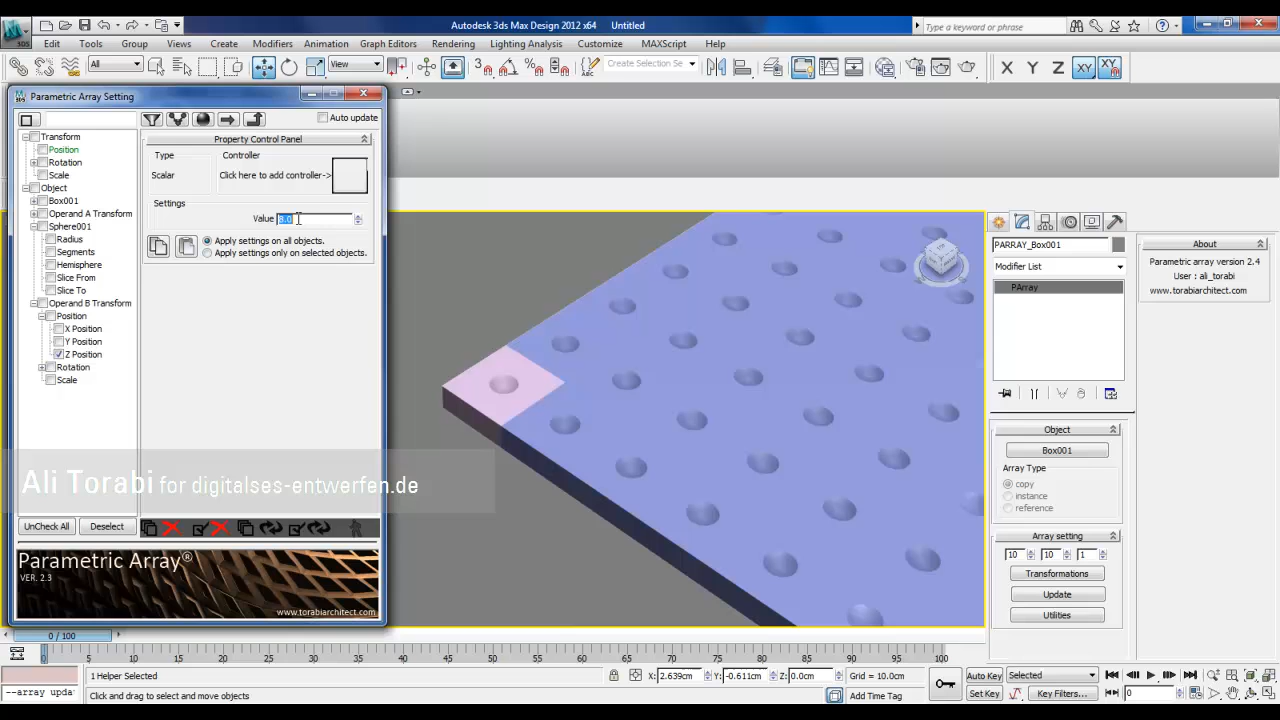 Autodesk 3ds Max Design 2012 x64 Untitled
Type a keyword or phrase
3DS
Edit Tools Group Views Create Modifiers Animation Graph Editors Rendering Lighting Analysis Customize MAXScript Help
All View Create Selection Se X Y Z XY XY
Parametric Array Setting
Auto update
Transform
Position
Rotation
Scale
Object
Box001
Operand A Transform
Sphere001
Radius
Segments
Hemisphere
Slice From
Slice To
Operand B Transform
Position
X Position
Y Position
Z Position
Rotation
Scale
Property Control Panel
Type Controller
Scalar Click here to add controller->
Settings
Value 8.0
Apply settings on all objects.
Apply settings only on selected objects.
Ali Torabi for digitalses-entwerfen.de
UnCheck All Deselect
Parametric Array®
VER. 2.3
www.torabiarchitect.com
PARRAY_Box001
Modifier List
PArray
Object
Box001
Array Type
copy
instance
reference
Array setting
10 10 1
Transformations
Update
Utilities
About
Parametric array version 2.4
User : ali_torabi
www.torabiarchitect.com
0 / 100
0 5 10 15 20 25 30 35 40 45 50 55 60 65 70 75 80 85 90 95 100
1 Helper Selected X: 2.639cm Y: -0.611cm Z: 0.0cm Grid = 10.0cm Auto Key Selected
--array upda Click and drag to select and move objects Add Time Tag Set Key Key Filters... 0